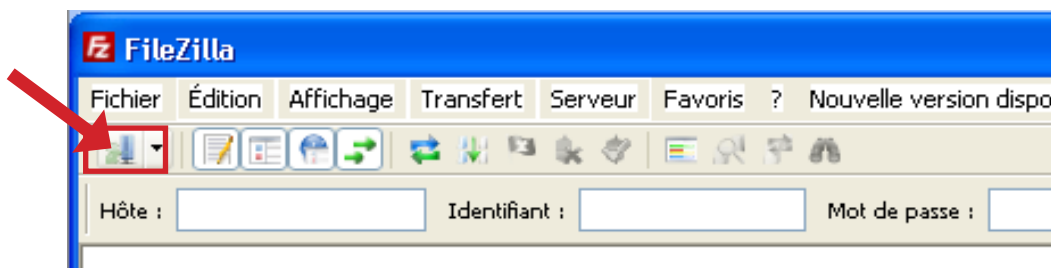 FileZilla
Fichier Édition Affichage Transfert Serveur Favoris ? Nouvelle version dispo
Hôte : Identifiant : Mot de passe :